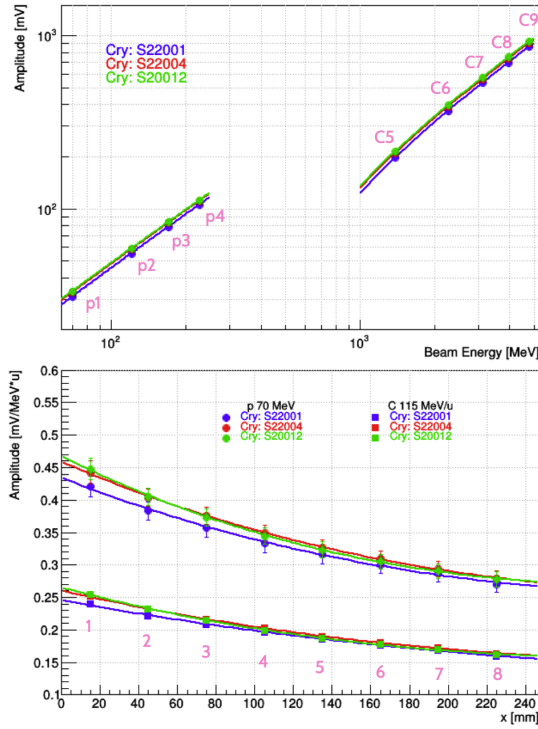 Amplitude [mV]
10³
10²
Cry: S22001
Cry: S22004
Cry: S20012
p1
p2
p3
p4
C5
C6
C7
C8
C9
10²
10³
Beam Energy [MeV]
Amplitude [mV/MeV*u]
0.6
0.55
0.5
0.45
0.4
0.35
0.3
0.25
0.2
0.15
0.1
p 70 MeV
Cry: S22001
Cry: S22004
Cry: S20012
C 115 MeV/u
Cry: S22001
Cry: S22004
Cry: S20012
1
2
3
4
5
6
7
8
0 20 40 60 80 100 120 140 160 180 200 220 240
x [mm]